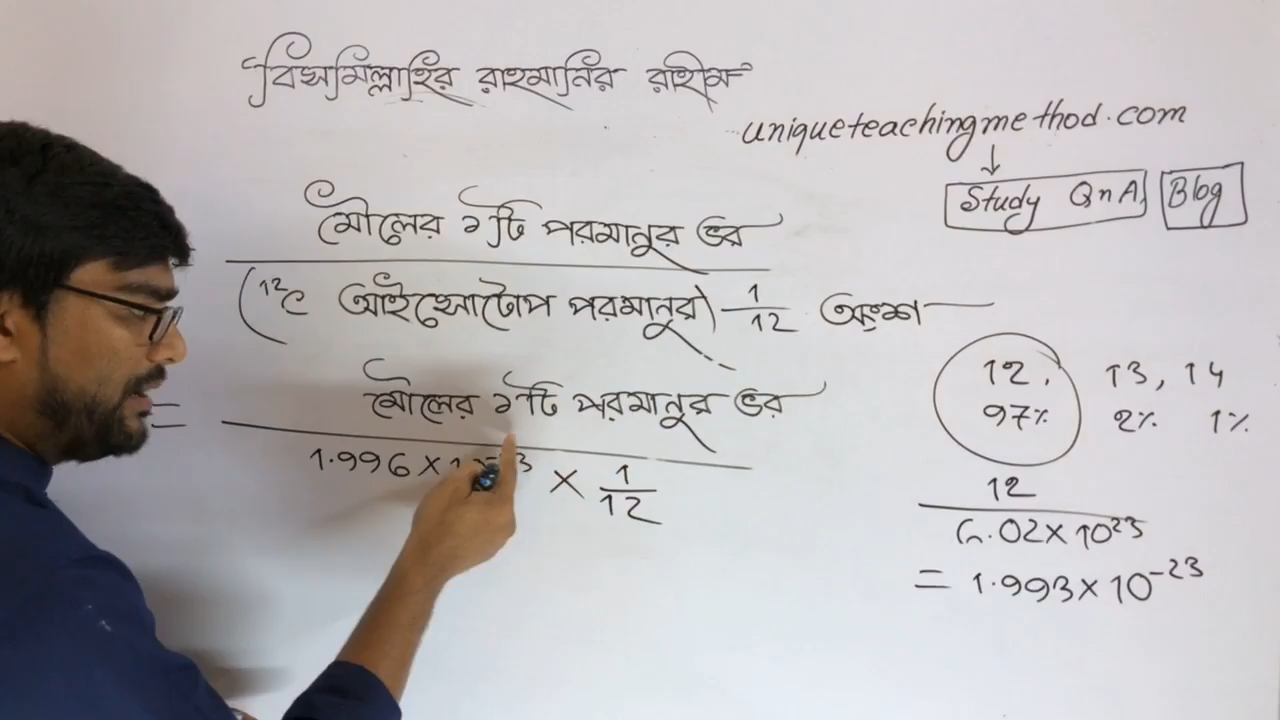 বিসমিল্লাহির রাহমানির রাহীম
uniqueteachingmethod.com
↓
Study QnA Blog
মৌলের ১টি পরমানুর ভর
(¹²C আইসোটোপ পরমানুর) 1/12 অংশ
12, 13, 14
97% 2% 1%
= মৌলের ১টি পরমানুর ভর
1.996 × × 1/12
12
6.02 × 10²³
= 1.993 × 10⁻²³